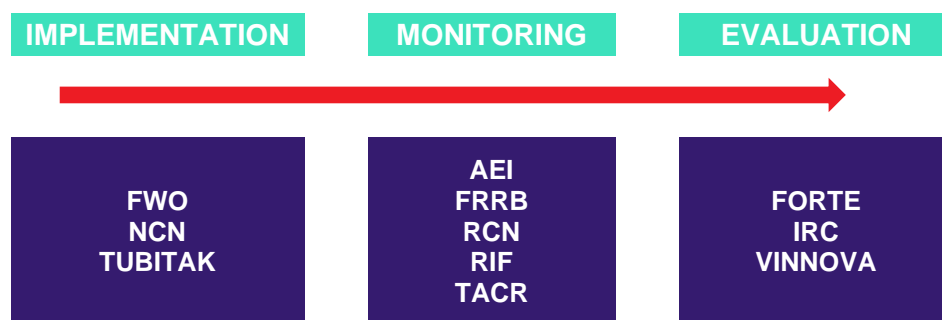 IMPLEMENTATION
MONITORING
EVALUATION
FWO
NCN
TUBITAK
AEI
FRRB
RCN
RIF
TACR
FORTE
IRC
VINNOVA